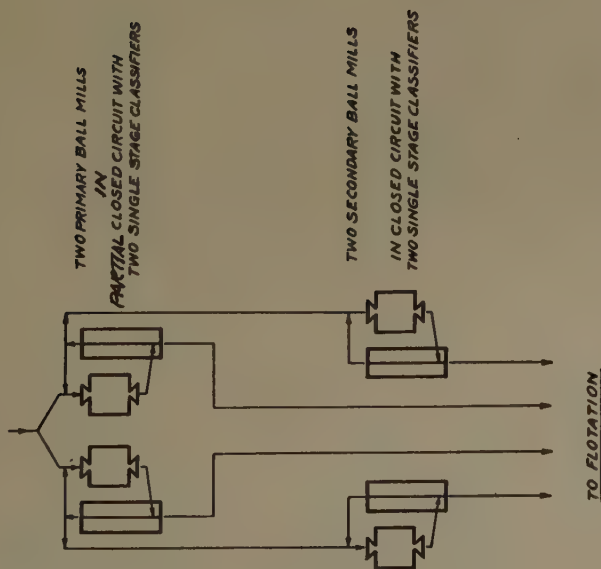 TWO PRIMARY BALL MILLS
IN
PARTIAL CLOSED CIRCUIT WITH
TWO SINGLE STAGE CLASSIFIERS
TWO SECONDARY BALL MILLS
IN CLOSED CIRCUIT WITH
TWO SINGLE STAGE CLASSIFIERS
TO FLOTATION